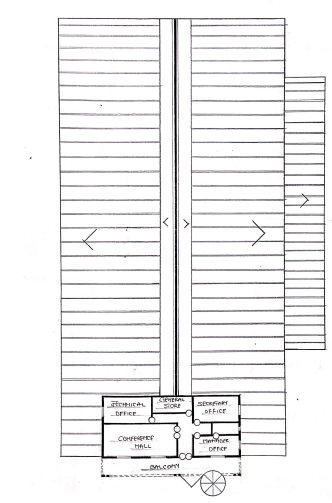 TECHNICAL
OFFICE
GENERAL
STORE
SECRETARY
OFFICE
CONFERENCE
HALL
MANAGER
OFFICE
BALCONY